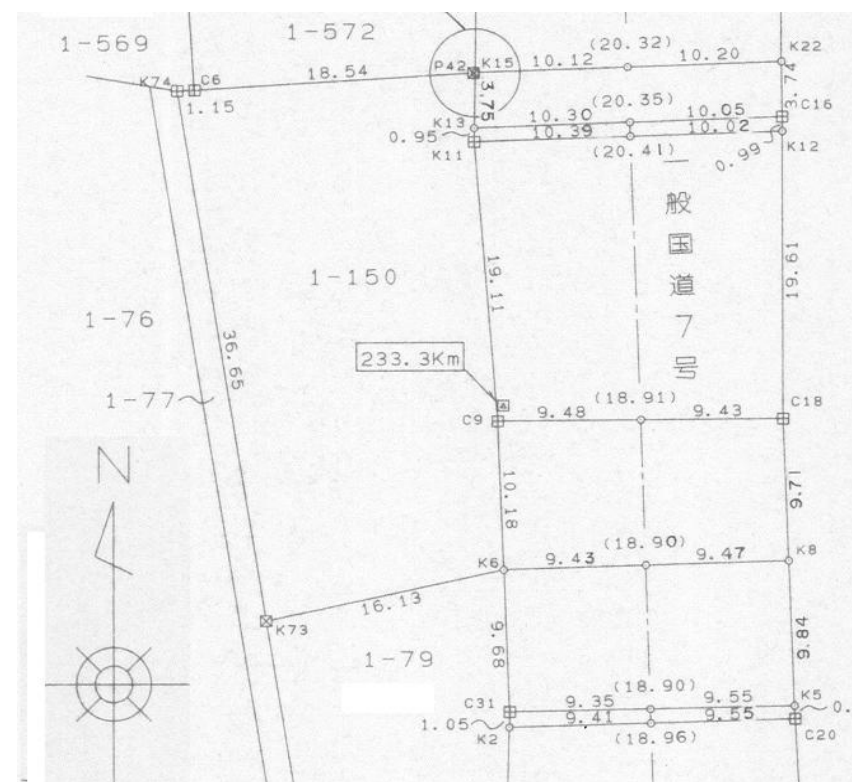 1-569
1-572
(20.32)
K74
C6
18.54
P42
K15
10.12
10.20
K22
1.15
3.75
3.74
(20.35)
K13
10.30
10.05
C16
0.95
10.39
10.02
K11
(20.41)
0.99
K12
一般国道7号
19.11
19.61
1-150
1-76
36.65
233.3Km
1-77
(18.91)
C9
9.48
9.43
C18
N
10.18
9.71
(18.90)
K6
9.43
9.47
K8
16.13
K73
9.68
9.84
1-79
(18.90)
C31
9.35
9.55
K5
0.
1.05
9.41
9.55
K2
(18.96)
C20